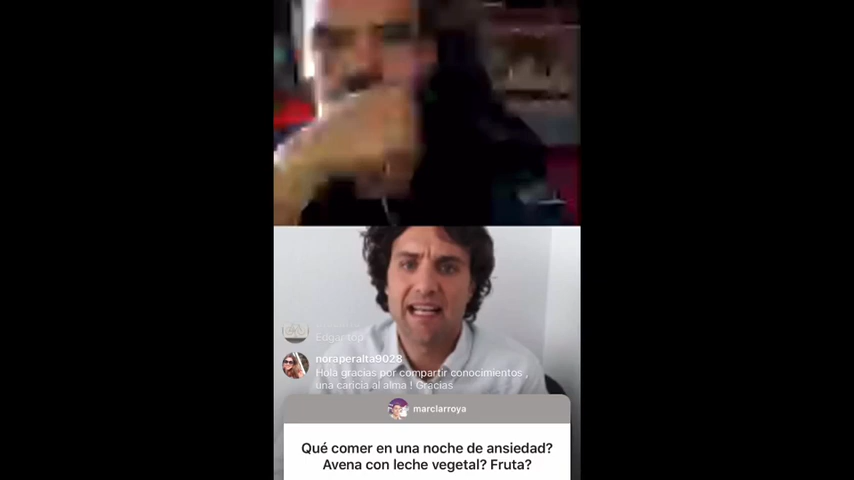 Edgar top
noraperalta9028
Hola gracias por compartir conocimientos ,
una caricia al alma ! Gracias
marclarroya
Qué comer en una noche de ansiedad?
Avena con leche vegetal? Fruta?